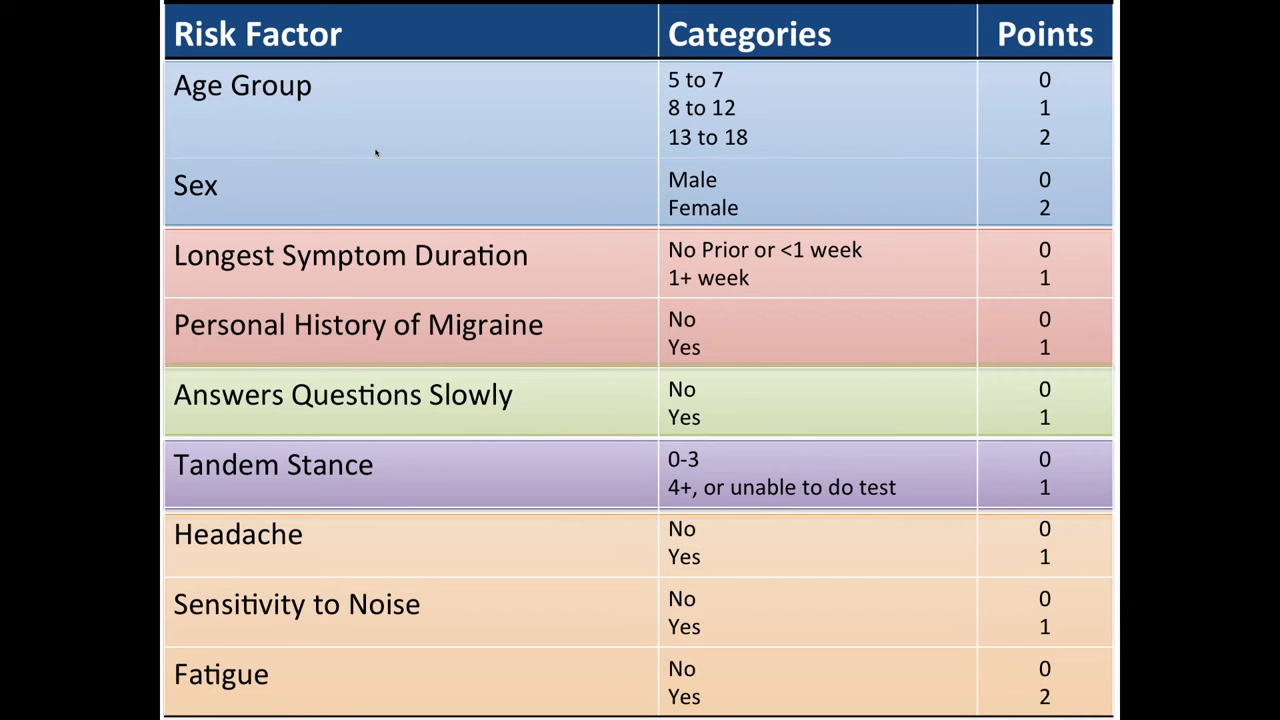 Risk Factor Categories Points
Age Group 5 to 7 0
8 to 12 1
13 to 18 2
Sex Male 0
Female 2
Longest Symptom Duration No Prior or <1 week 0
1+ week 1
Personal History of Migraine No 0
Yes 1
Answers Questions Slowly No 0
Yes 1
Tandem Stance 0-3 0
4+, or unable to do test 1
Headache No 0
Yes 1
Sensitivity to Noise No 0
Yes 1
Fatigue No 0
Yes 2